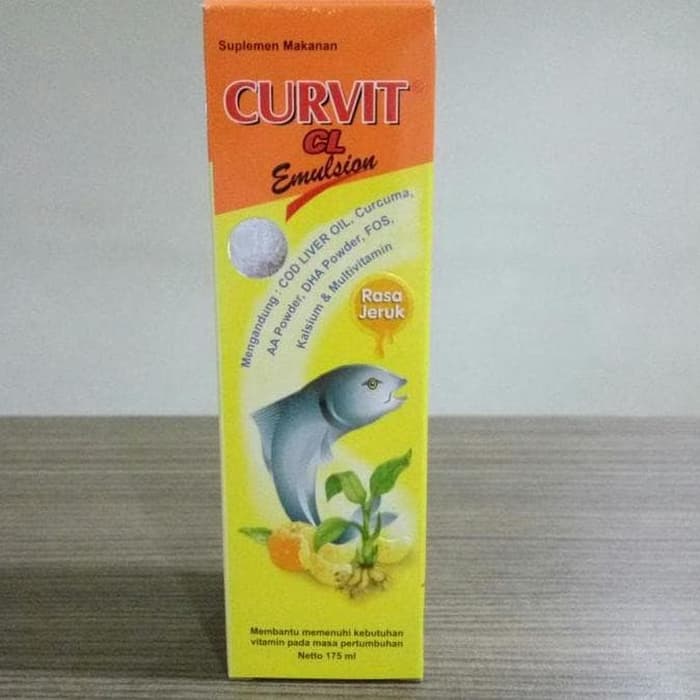 Suplemen Makanan
CURVIT®
CL
Emulsion
Mengandung : COD LIVER OIL, Curcuma,
AA Powder, DHA Powder, FOS,
Kalsium & Multivitamin
Rasa
Jeruk
Membantu memenuhi kebutuhan
vitamin pada masa pertumbuhan
Netto 175 ml